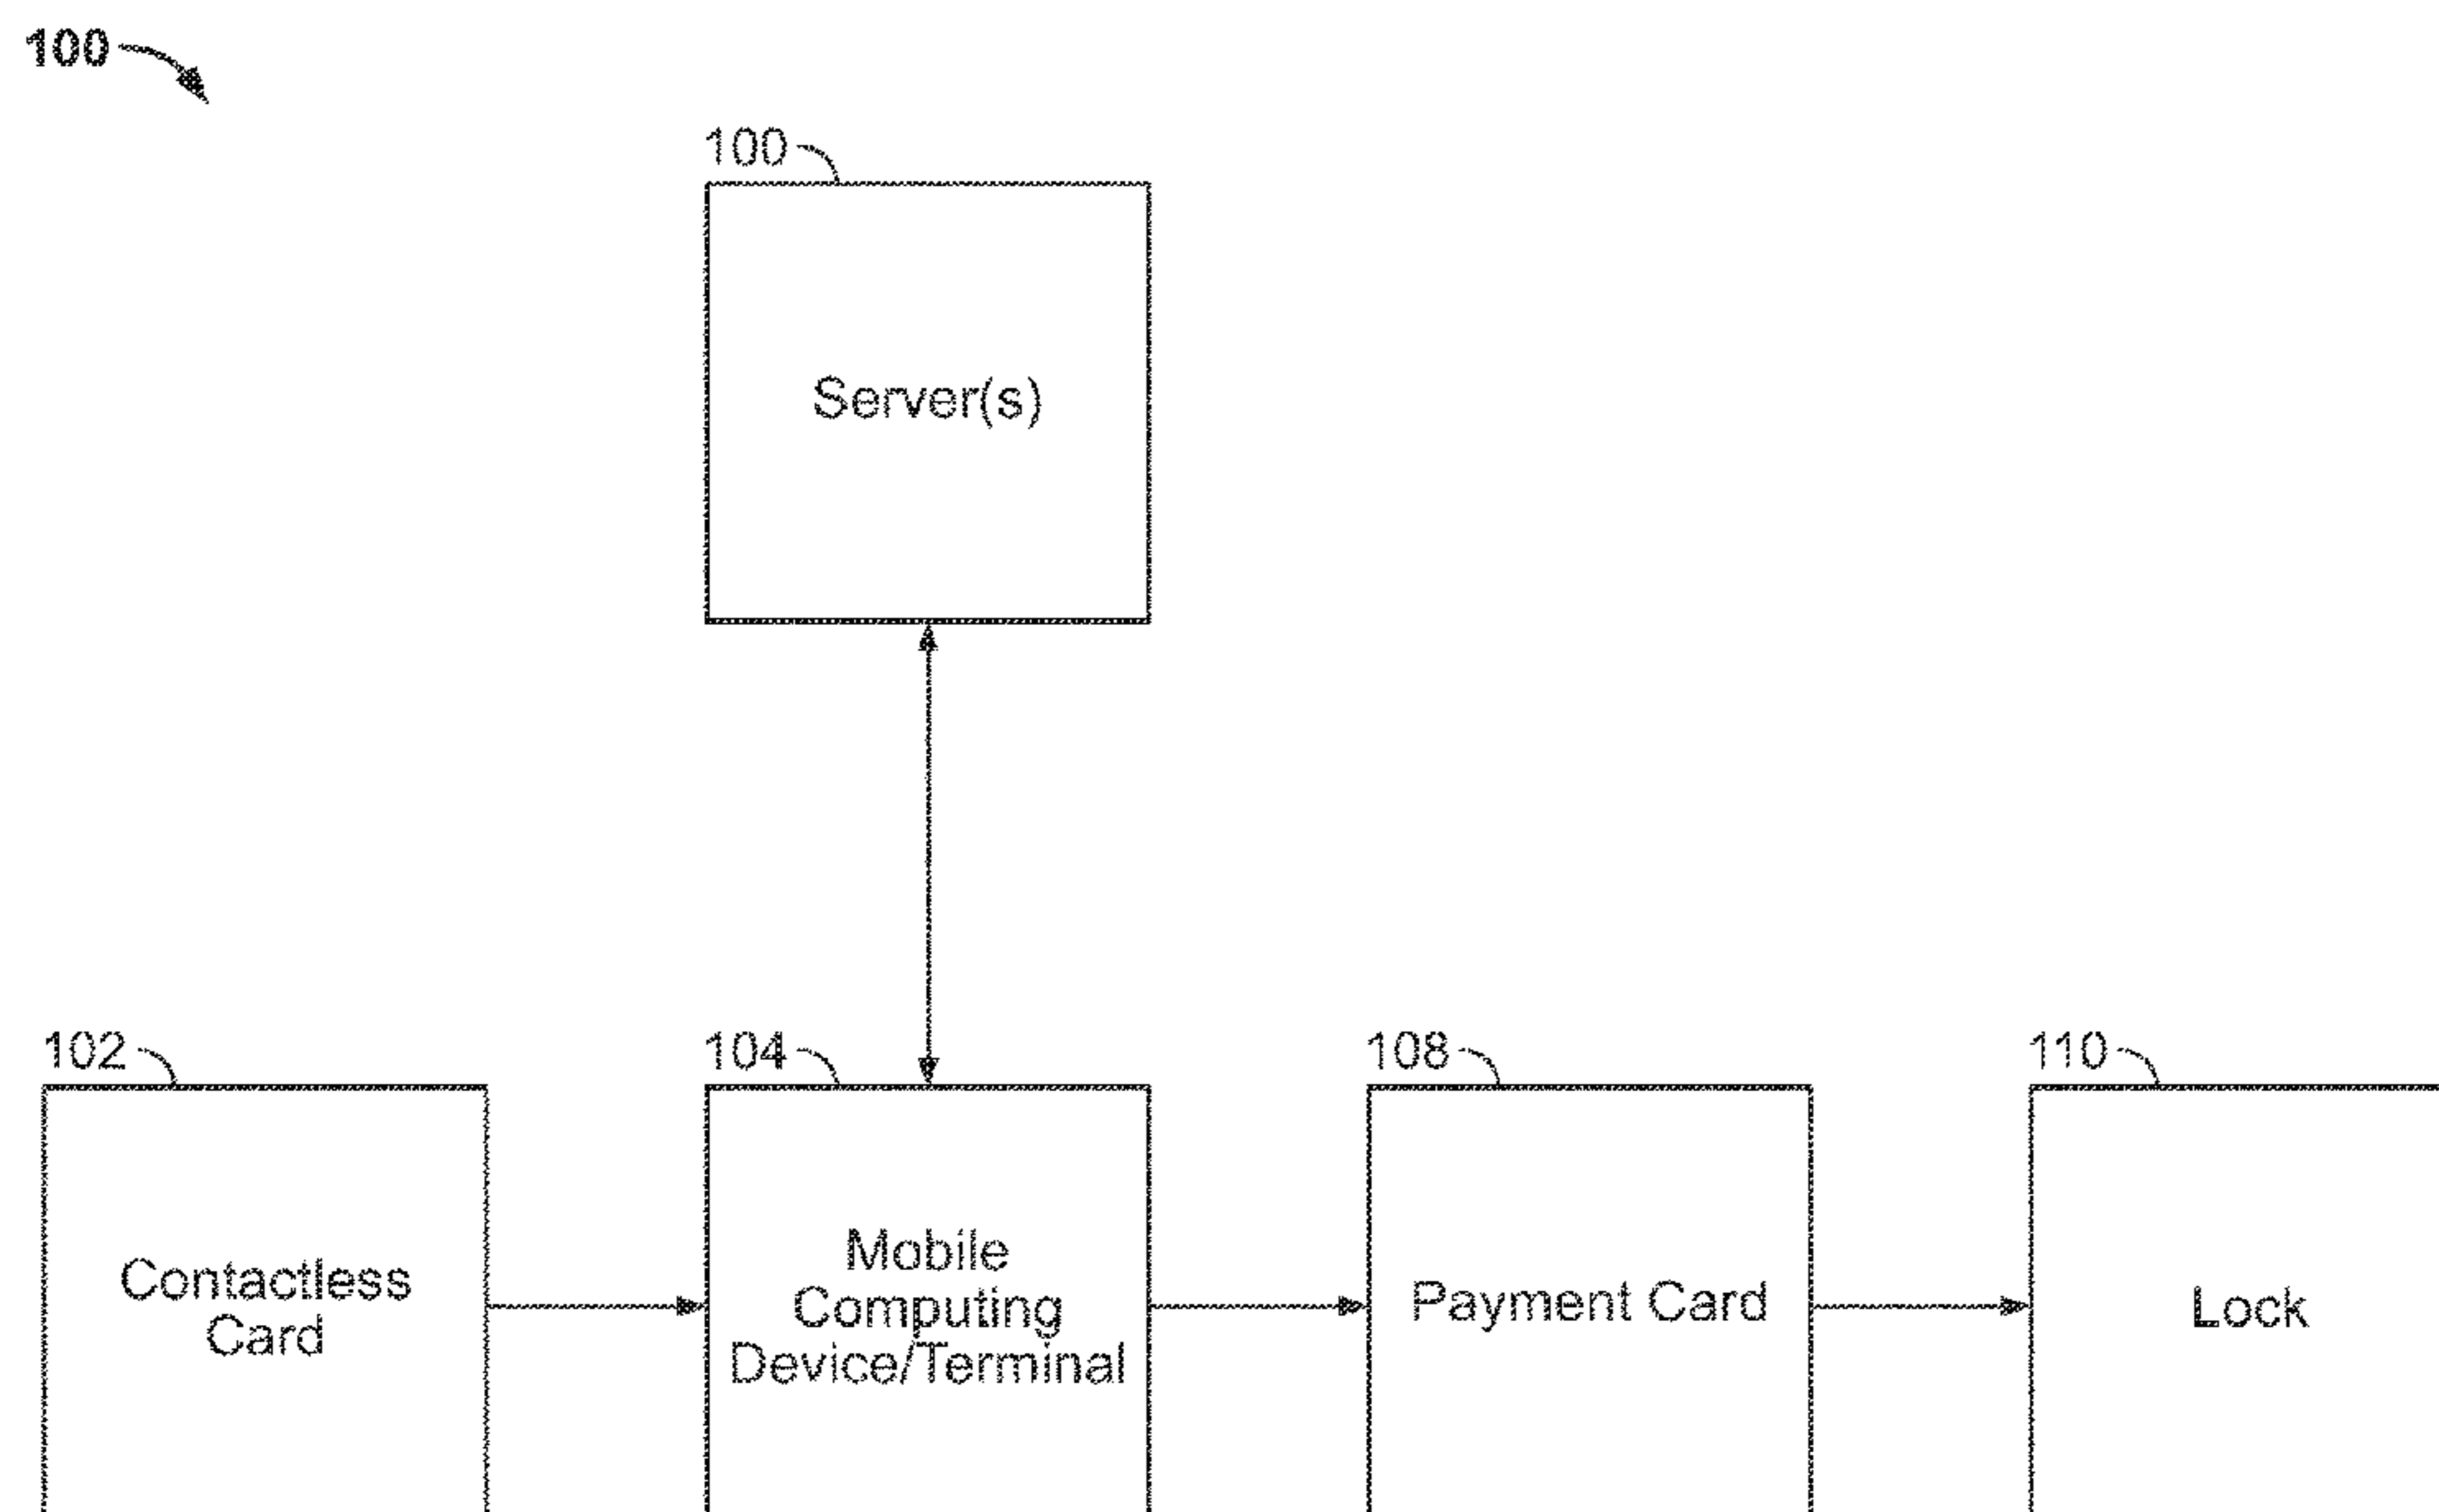 100
100
Server(s)
102
104
108
110
Contactless
Card
Mobile
Computing
Device/Terminal
Payment Card
Lock